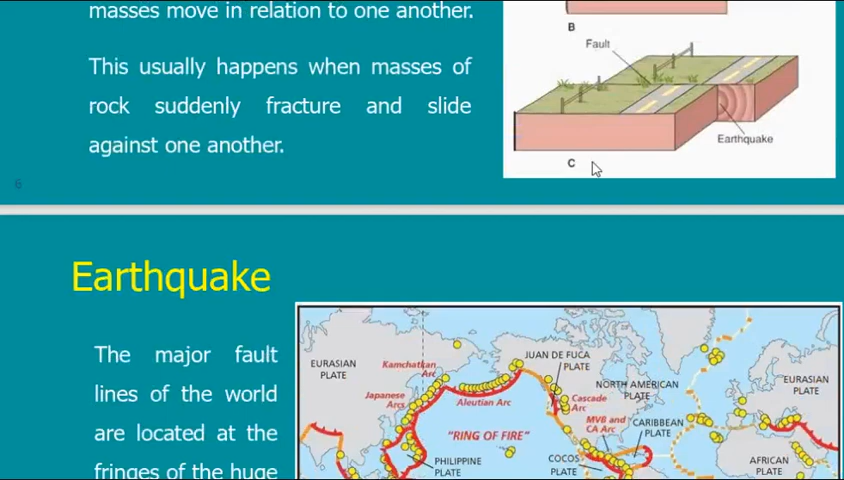 masses move in relation to one another.
This usually happens when masses of
rock suddenly fracture and slide
against one another.
B
Fault
Earthquake
C
6
Earthquake
The major fault
lines of the world
are located at the
fringes of the huge
EURASIAN
PLATE
Kamchatkan
Arc
Japanese
Arcs
Aleutian Arc
"RING OF FIRE"
PHILIPPINE
PLATE
JUAN DE FUCA
PLATE
NORTH AMERICAN
PLATE
Cascade
Arc
MVB and
CA Arc
CARIBBEAN
PLATE
COCOS
PLATE
EURASIAN
PLATE
AFRICAN
PLATE